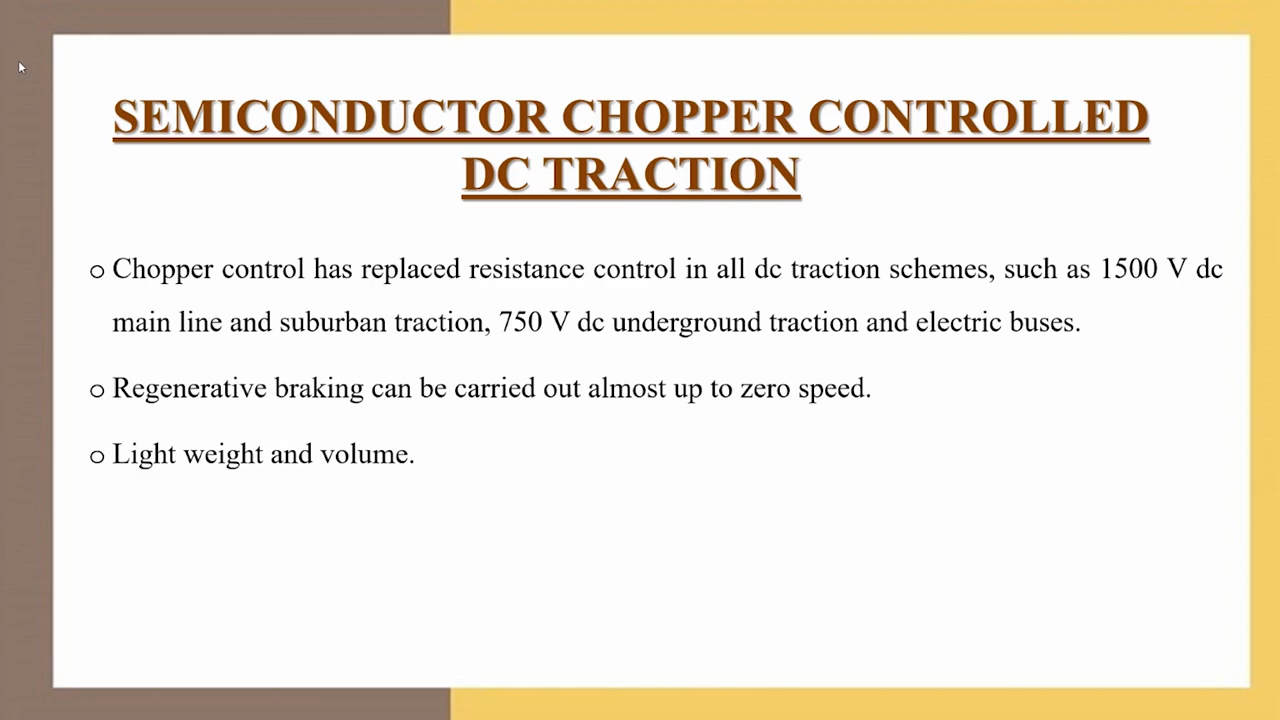 SEMICONDUCTOR CHOPPER CONTROLLED
DC TRACTION
o Chopper control has replaced resistance control in all dc traction schemes, such as 1500 V dc
main line and suburban traction, 750 V dc underground traction and electric buses.
o Regenerative braking can be carried out almost up to zero speed.
o Light weight and volume.